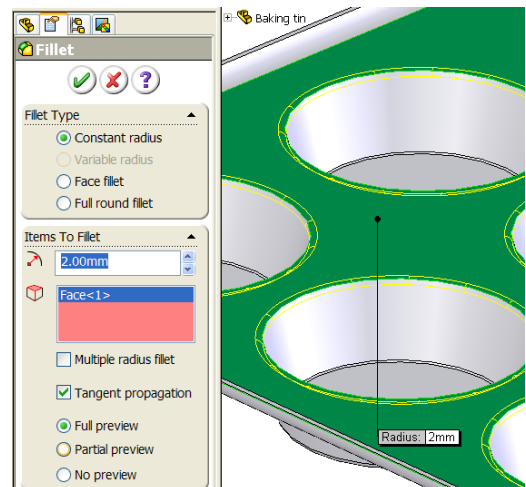 Baking tin
Fillet
?
Fillet Type
Constant radius
Variable radius
Face fillet
Full round fillet
Items To Fillet
2.00mm
Face<1>
Multiple radius fillet
Tangent propagation
Full preview
Partial preview
No preview
Radius: 2mm